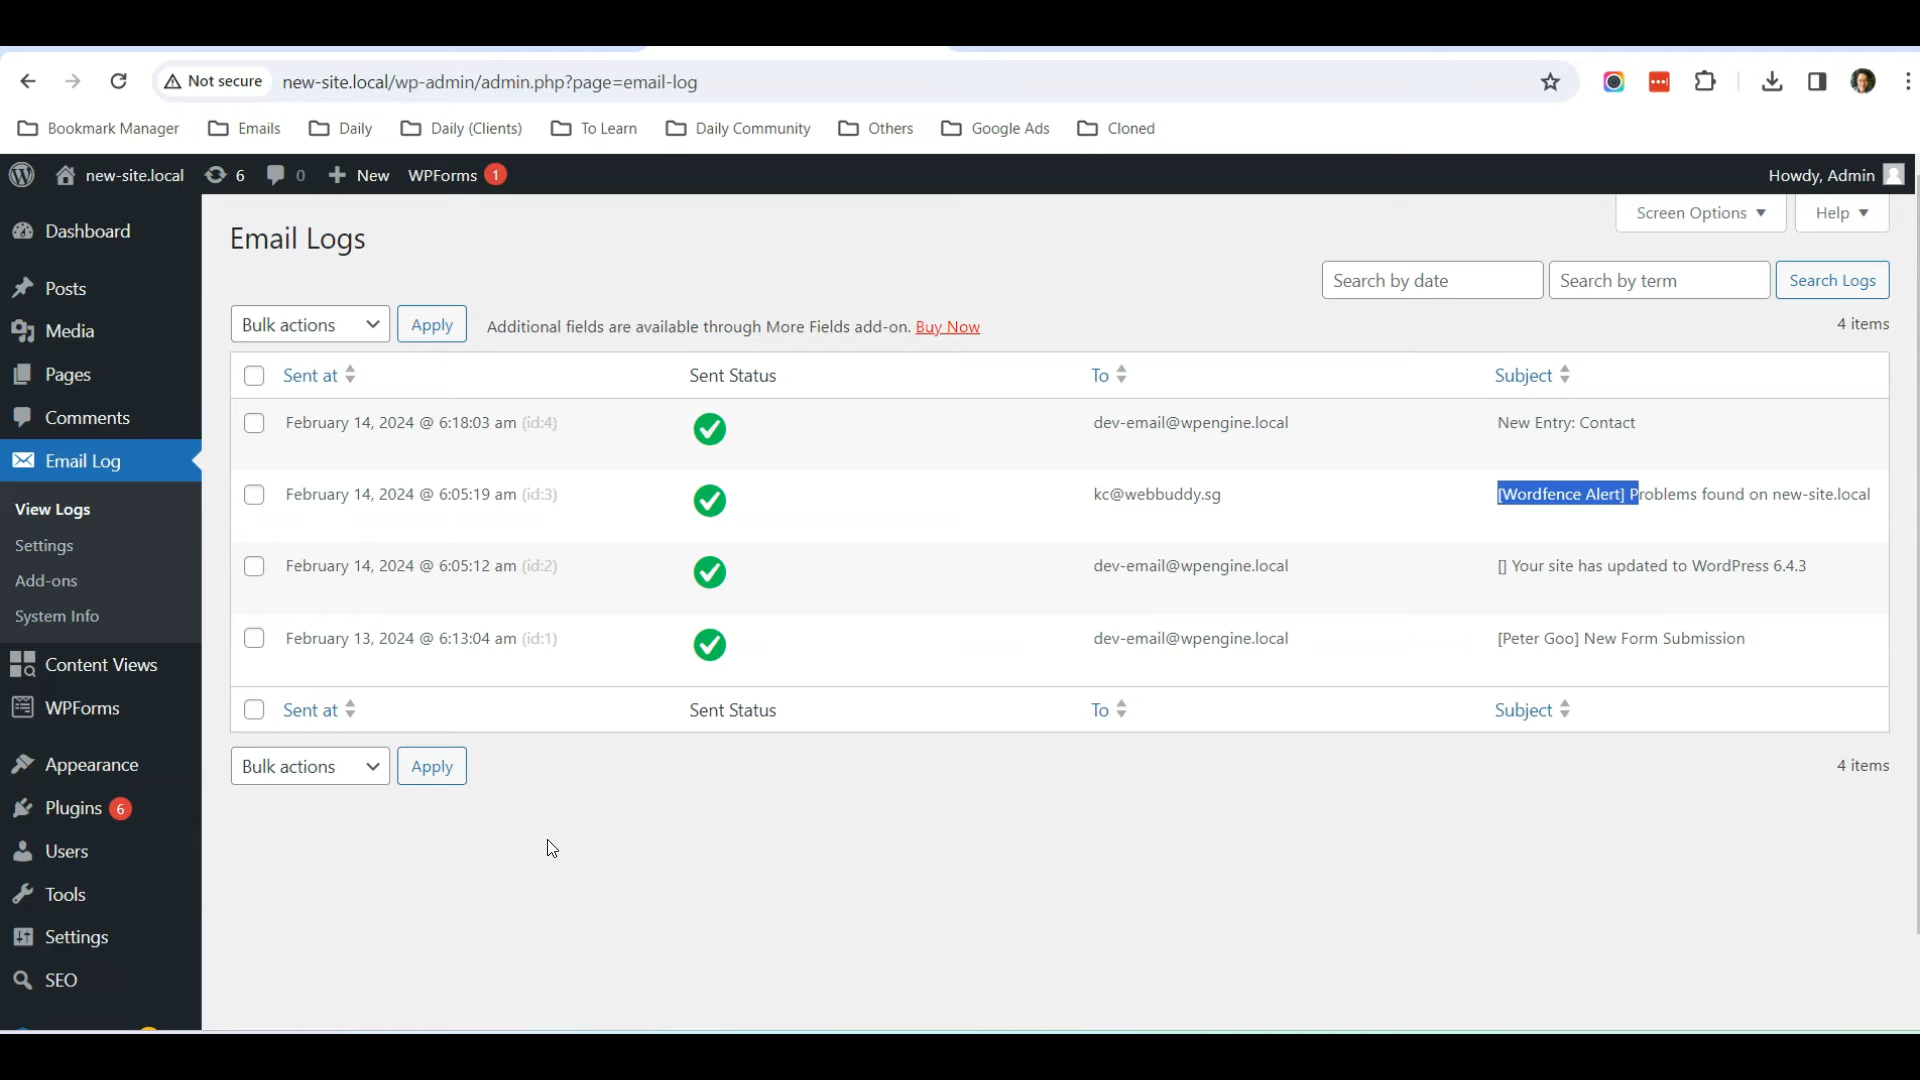 Not secure new-site.local/wp-admin/admin.php?page=email-log
Bookmark Manager Emails Daily Daily (Clients) To Learn Daily Community Others Google Ads Cloned
new-site.local 6 0 New WPForms 1 Howdy, Admin
Dashboard
Posts
Media
Pages
Comments
Email Log
View Logs
Settings
Add-ons
System Info
Content Views
WPForms
Appearance
Plugins 6
Users
Tools
Settings
SEO
Screen Options Help
Email Logs
Search by date Search by term Search Logs
Bulk actions Apply Additional fields are available through More Fields add-on. Buy Now 4 items
Sent at Sent Status To Subject
February 14, 2024 @ 6:18:03 am (id:4) dev-email@wpengine.local New Entry: Contact
February 14, 2024 @ 6:05:19 am (id:3) kc@webbuddy.sg [Wordfence Alert] Problems found on new-site.local
February 14, 2024 @ 6:05:12 am (id:2) dev-email@wpengine.local [] Your site has updated to WordPress 6.4.3
February 13, 2024 @ 6:13:04 am (id:1) dev-email@wpengine.local [Peter Goo] New Form Submission
Sent at Sent Status To Subject
Bulk actions Apply 4 items